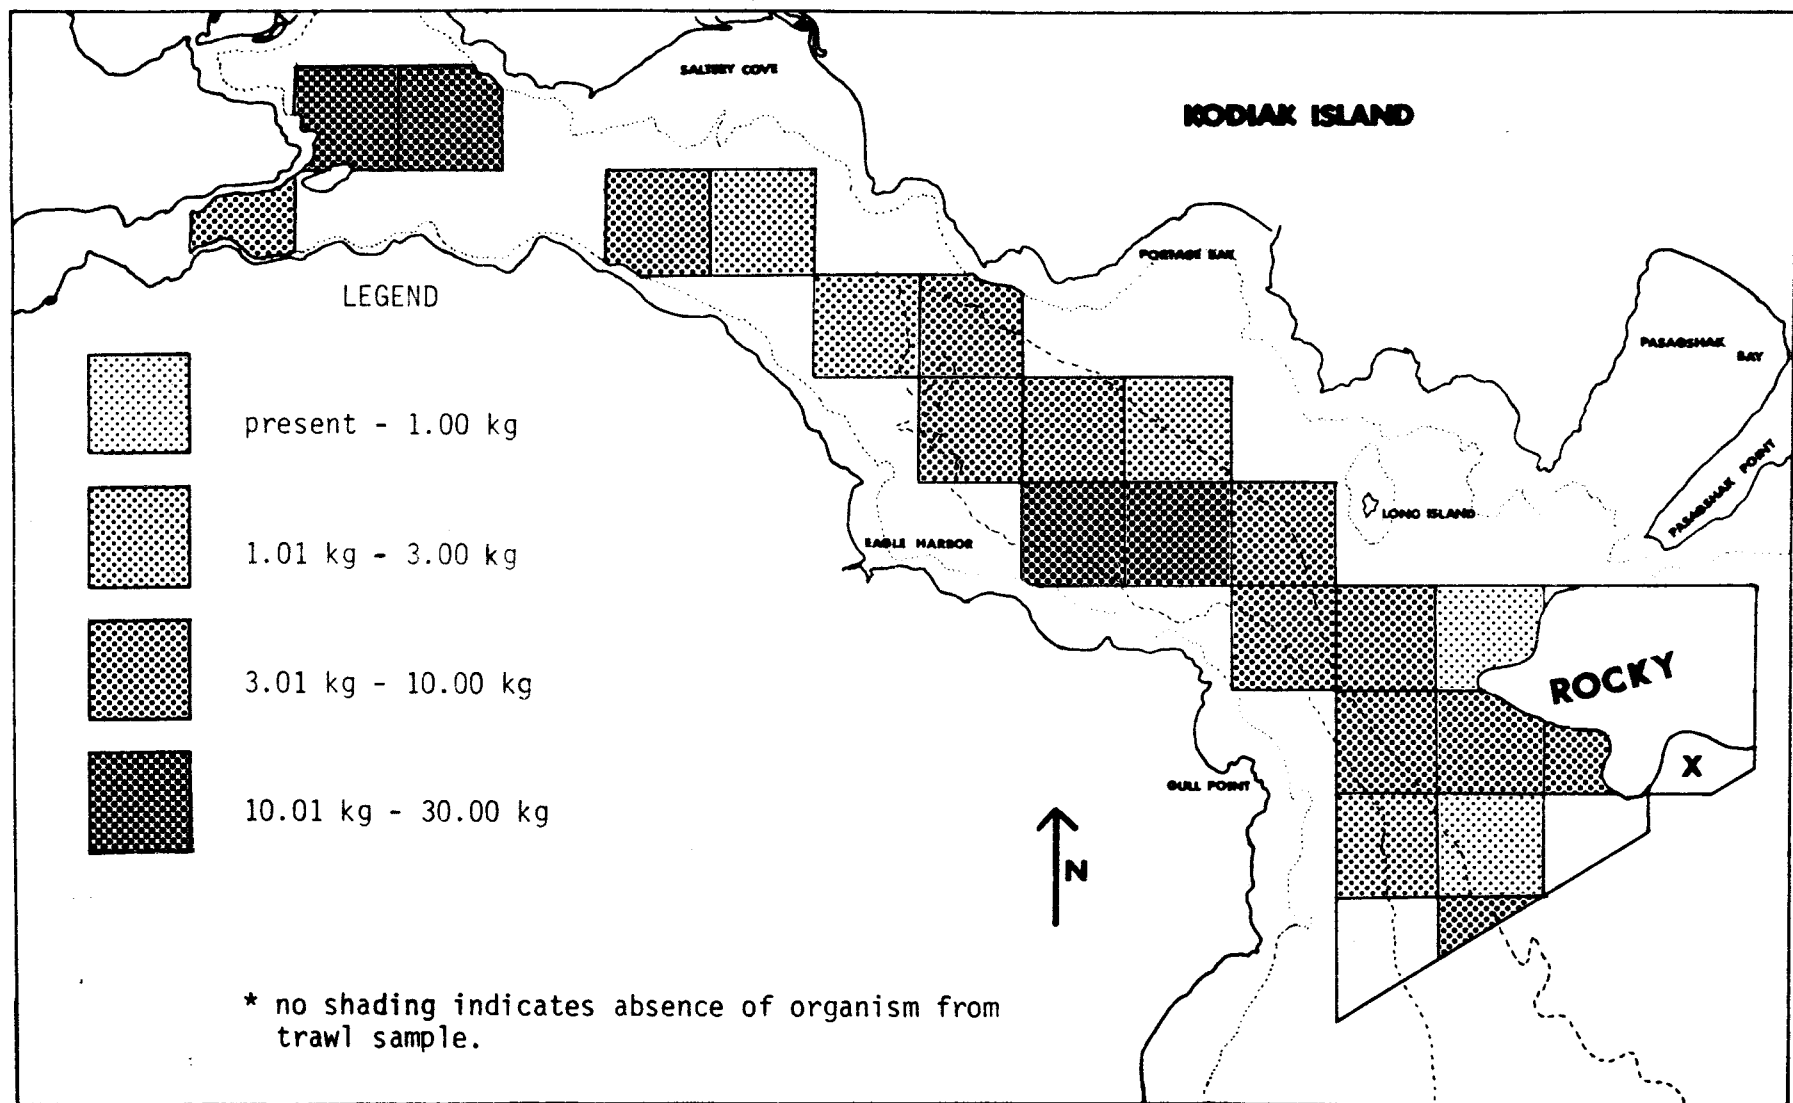 SALTERY COVE
KODIAK ISLAND
PORTAGE BAY
LEGEND
PASAGSHAK BAY
present - 1.00 kg
PASAGSHAK POINT
LONG ISLAND
1.01 kg - 3.00 kg
EAGLE HARBOR
3.01 kg - 10.00 kg
ROCKY
X
GULL POINT
10.01 kg - 30.00 kg
N
* no shading indicates absence of organism from
trawl sample.